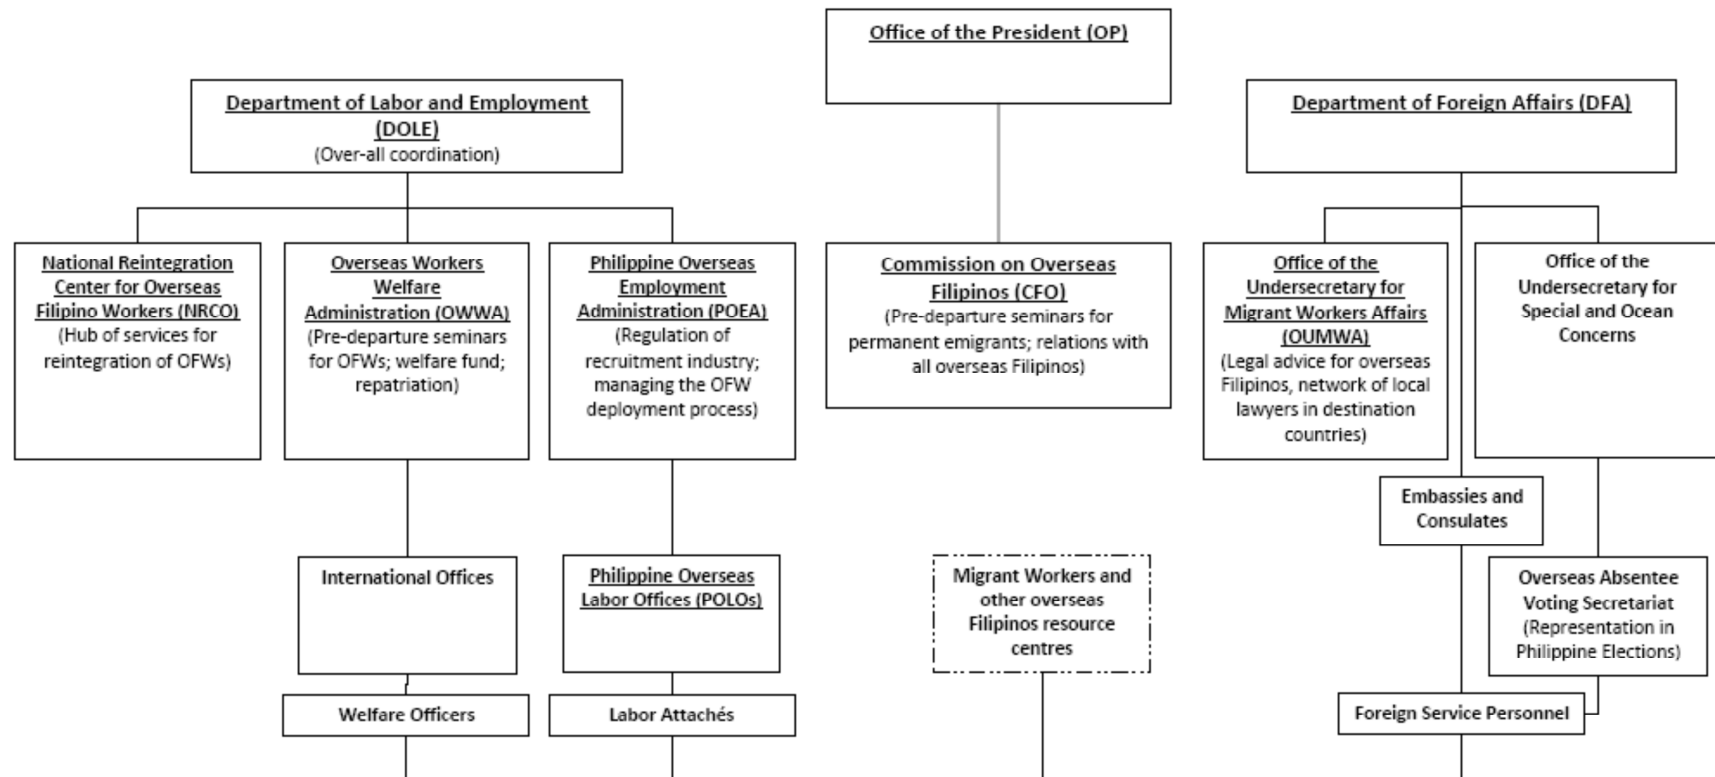 Office of the President (OP)
Department of Labor and Employment
(DOLE)
(Over-all coordination)
Department of Foreign Affairs (DFA)
National Reintegration
Center for Overseas
Filipino Workers (NRCO)
(Hub of services for
reintegration of OFWs)
Overseas Workers
Welfare
Administration (OWWA)
(Pre-departure seminars
for OFWs; welfare fund;
repatriation)
Philippine Overseas
Employment
Administration (POEA)
(Regulation of
recruitment industry;
managing the OFW
deployment process)
Commission on Overseas
Filipinos (CFO)
(Pre-departure seminars for
permanent emigrants; relations with
all overseas Filipinos)
Office of the
Undersecretary for
Migrant Workers Affairs
(OUMWA)
(Legal advice for overseas
Filipinos, network of local
lawyers in destination
countries)
Office of the
Undersecretary for
Special and Ocean
Concerns
Embassies and
Consulates
International Offices
Philippine Overseas
Labor Offices (POLOs)
Migrant Workers and
other overseas
Filipinos resource
centres
Overseas Absentee
Voting Secretariat
(Representation in
Philippine Elections)
Welfare Officers
Labor Attachés
Foreign Service Personnel